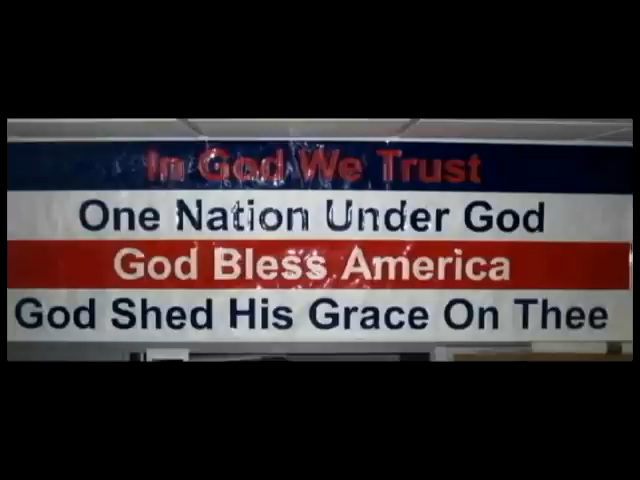 In God We Trust
One Nation Under God
God Bless America
God Shed His Grace On Thee